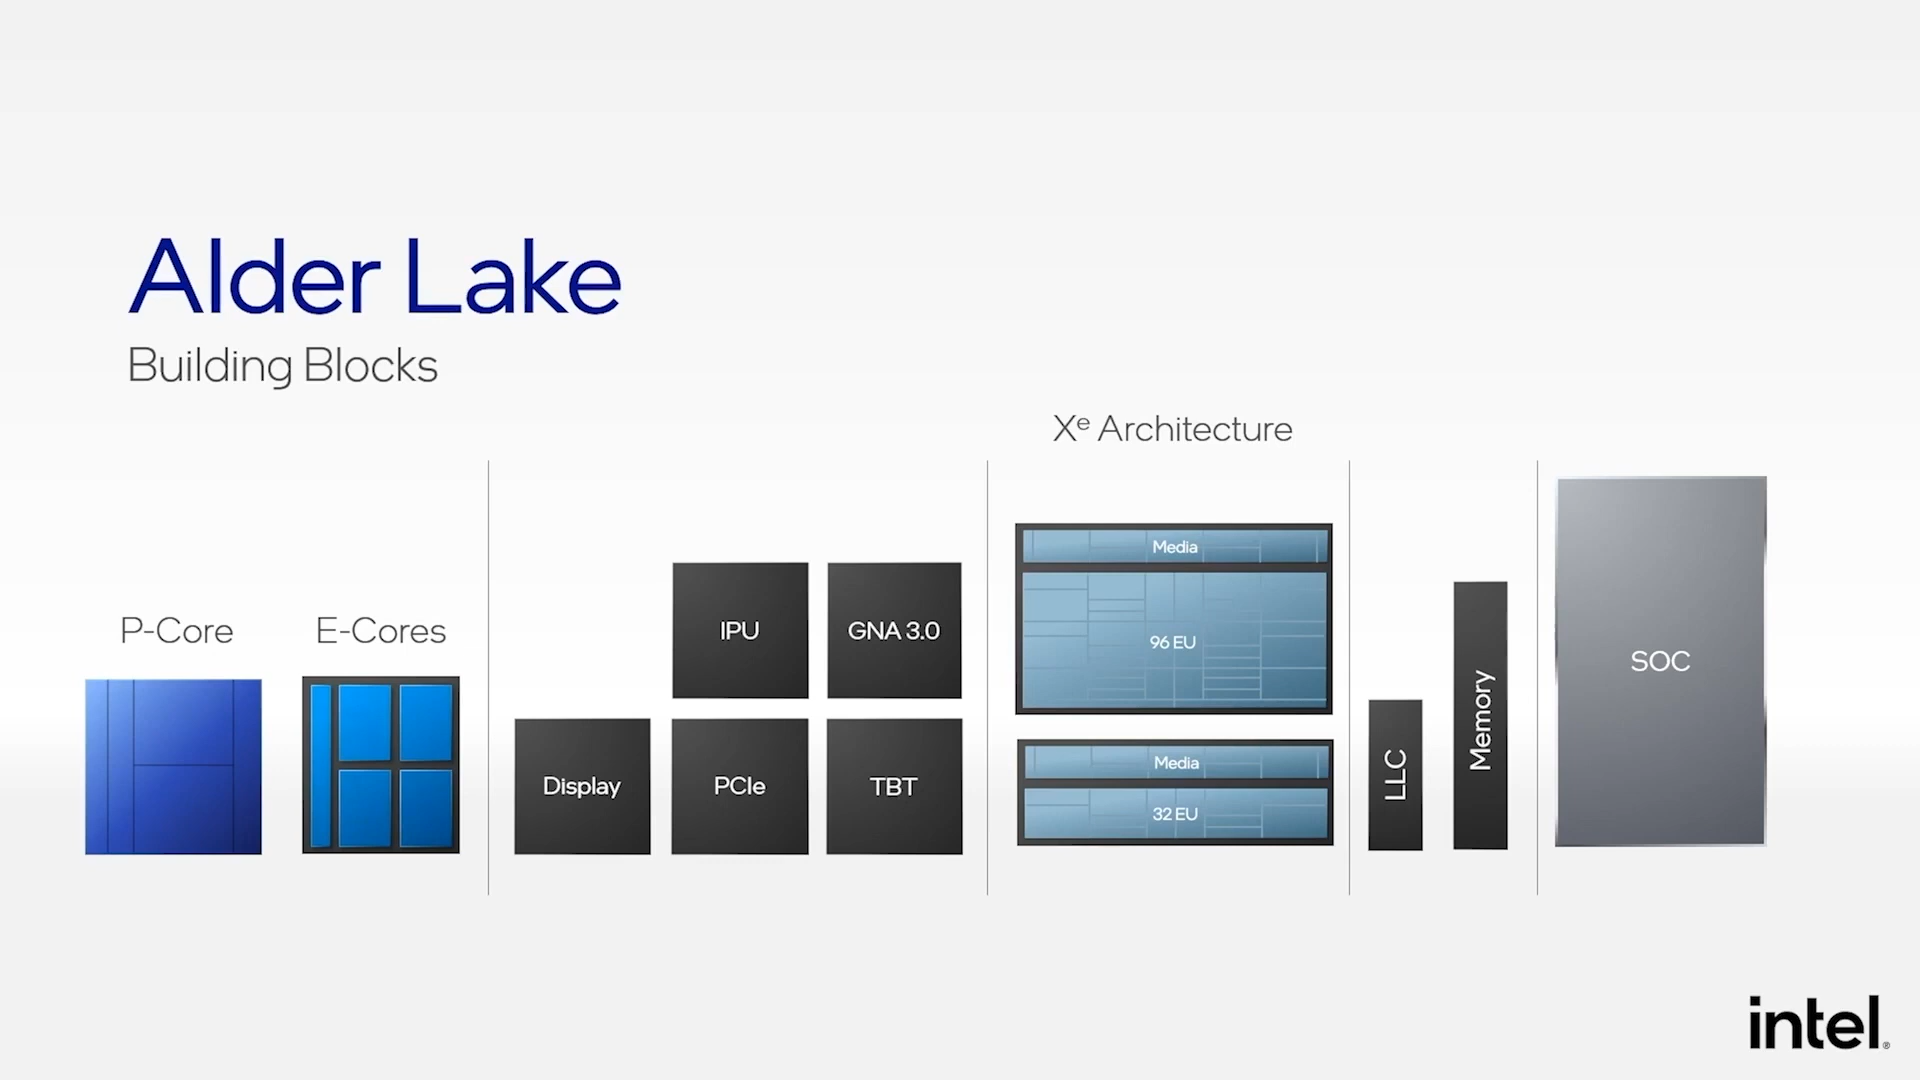 Alder Lake
Building Blocks
P-Core
E-Cores
IPU
GNA 3.0
Display
PCIe
TBT
Xᵉ Architecture
Media
96 EU
Media
32 EU
LLC
Memory
SOC
intel®